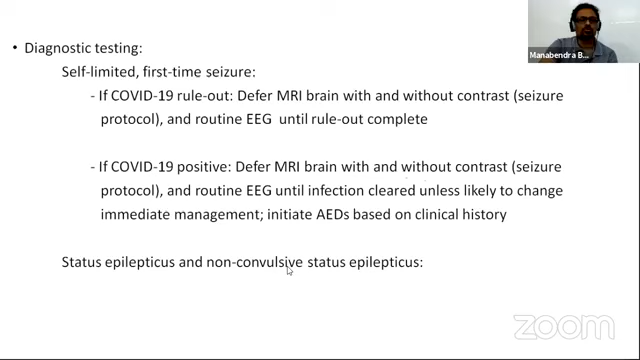 Manabendra B...
• Diagnostic testing:
Self-limited, first-time seizure:
- If COVID-19 rule-out: Defer MRI brain with and without contrast (seizure
protocol), and routine EEG until rule-out complete
- If COVID-19 positive: Defer MRI brain with and without contrast (seizure
protocol), and routine EEG until infection cleared unless likely to change
immediate management; initiate AEDs based on clinical history
Status epilepticus and non-convulsive status epilepticus:
zoom